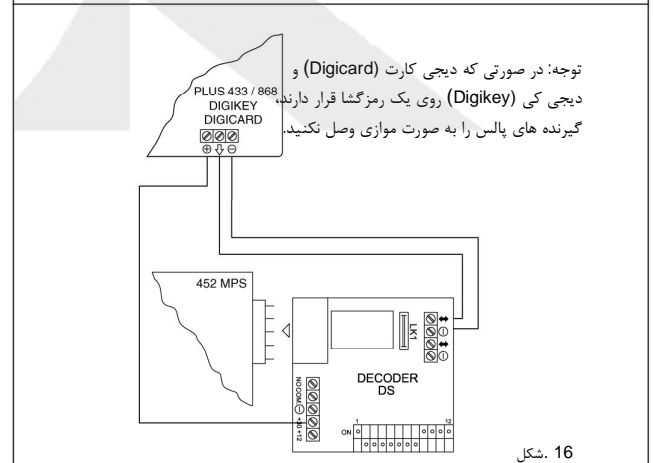 توجه: در صورتی که دیجی کارت (Digicard) و
دیجی کی (Digikey) روی یک رمزگشا قرار دارند،
گیرنده های پالس را به صورت موازی وصل نکنید.
PLUS 433 / 868
DIGIKEY
DIGICARD
452 MPS
LK1
DECODER
DS
NO COM
+20 +12
1 12
ON
16 .شکل